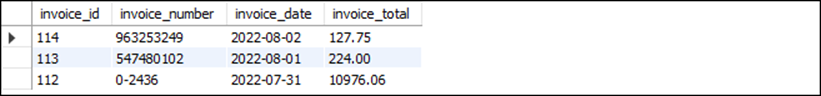 invoice_id invoice_number invoice_date invoice_total
114 963253249 2022-08-02 127.75
113 547480102 2022-08-01 224.00
112 0-2436 2022-07-31 10976.06